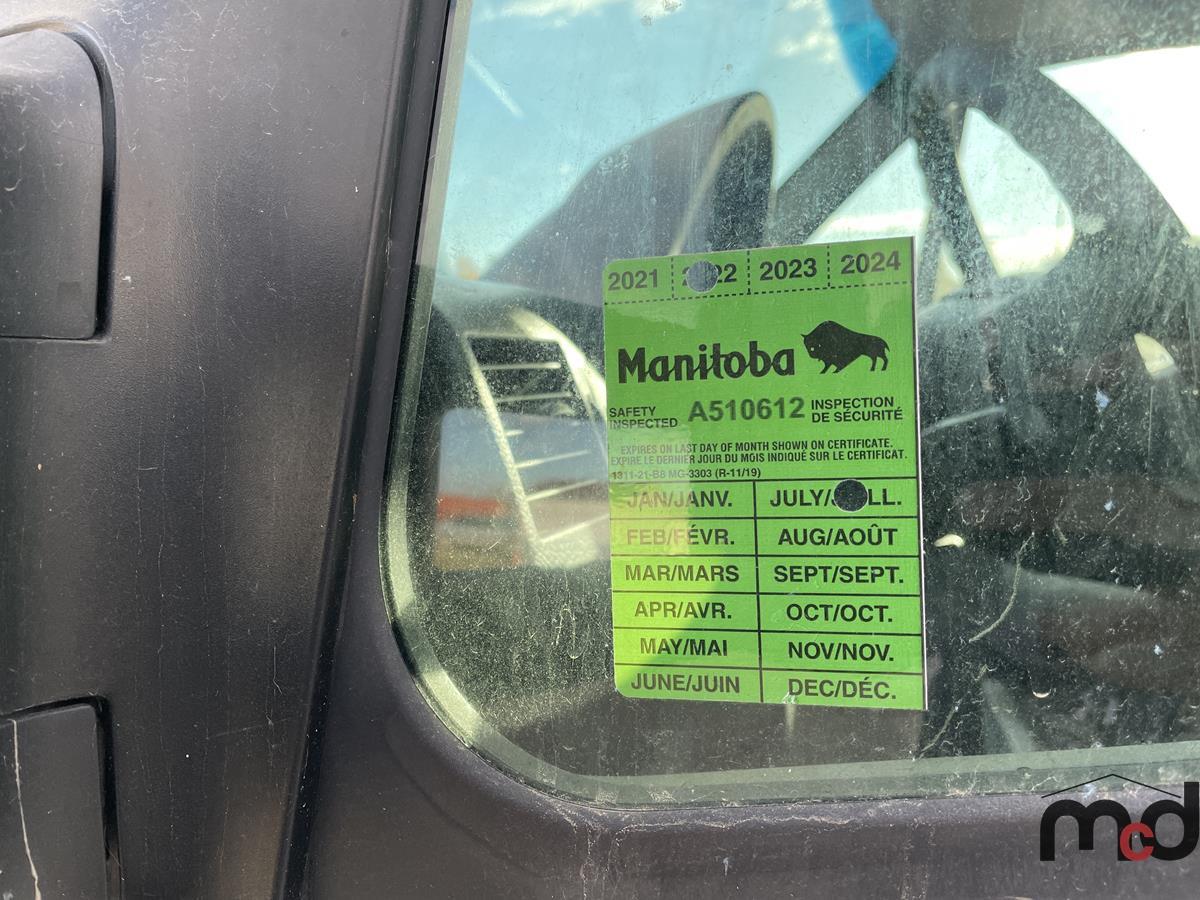 2021 22 2023 2024
Manitoba
SAFETY INSPECTED A510612 INSPECTION DE SÉCURITÉ
EXPIRES ON LAST DAY OF MONTH SHOWN ON CERTIFICATE.
EXPIRE LE DERNIER JOUR DU MOIS INDIQUÉ SUR LE CERTIFICAT.
1311-21-B8 MG-3303 (R-11/19)
JAN/JANV. JULY/ LL.
FEB/FÉVR. AUG/AOÛT
MAR/MARS SEPT/SEPT.
APR/AVR. OCT/OCT.
MAY/MAI NOV/NOV.
JUNE/JUIN DEC/DÉC.
mcd